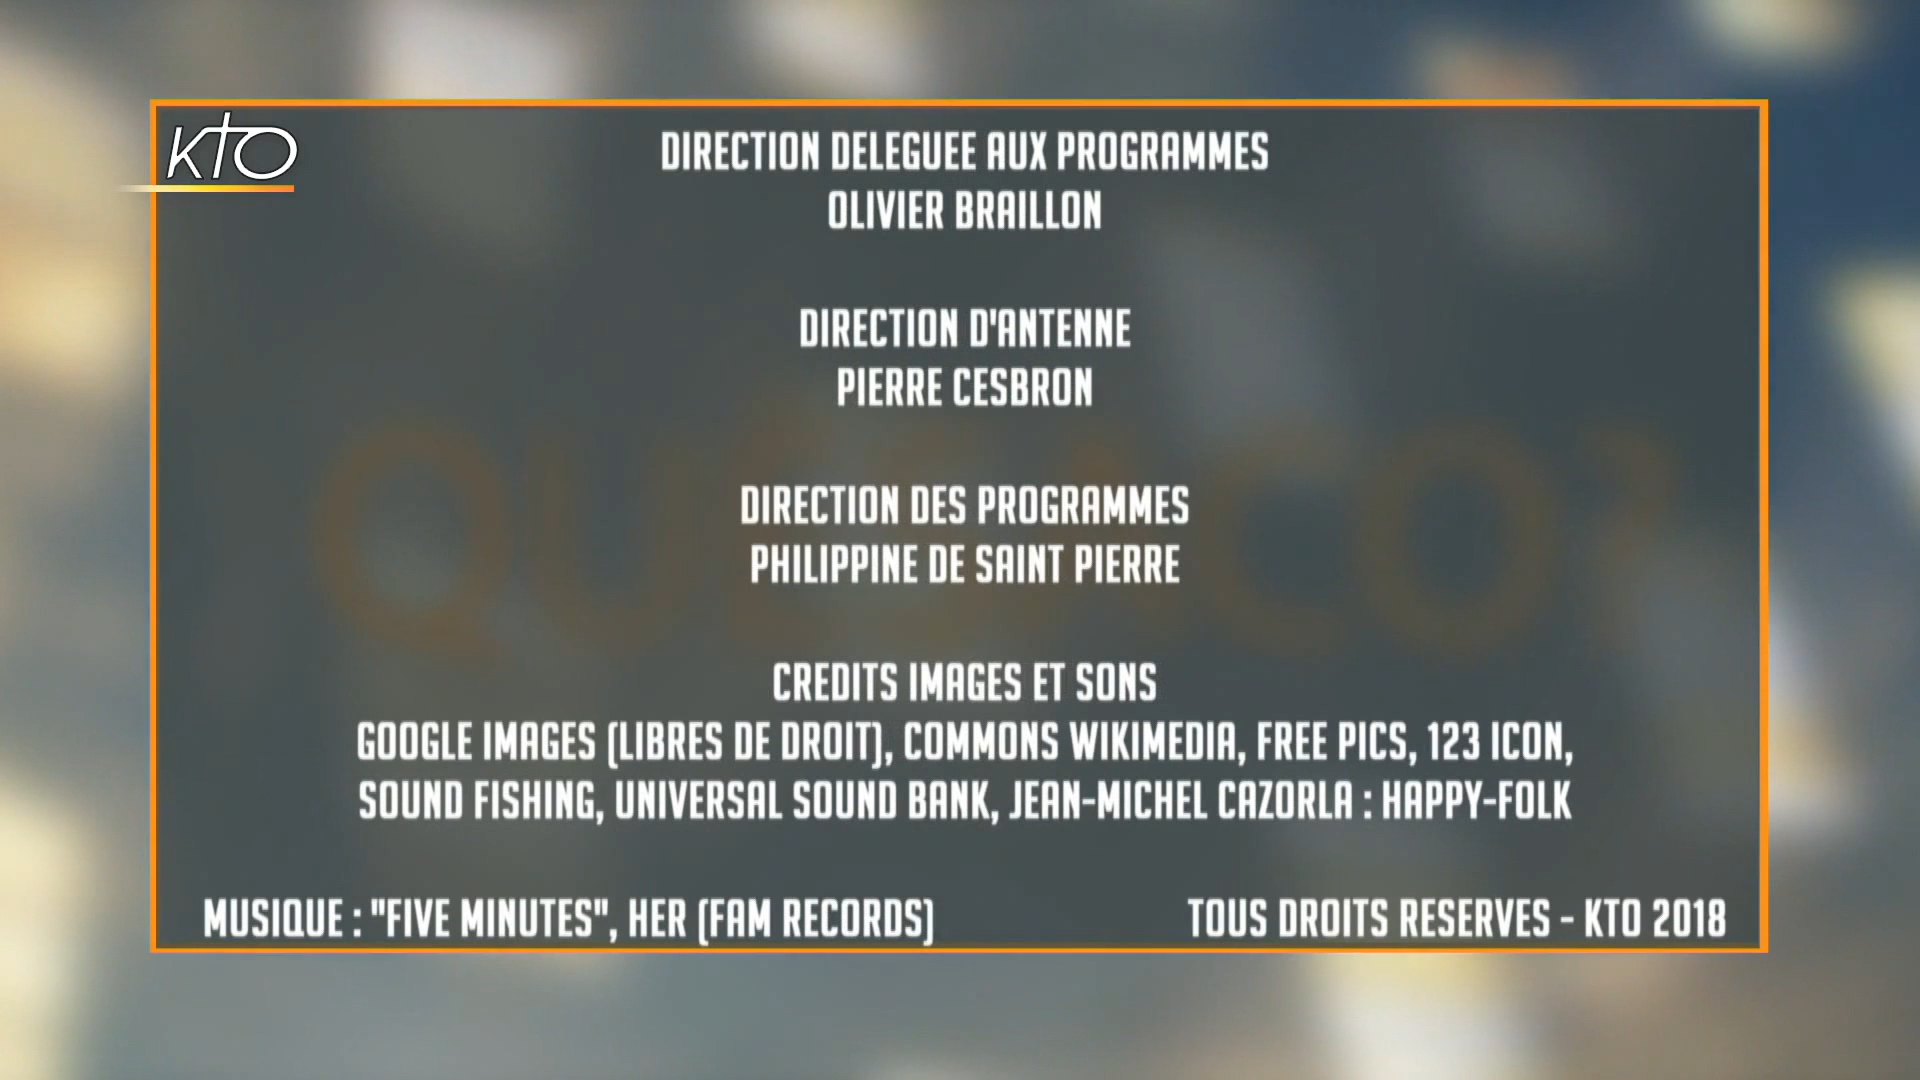 KTO
DIRECTION DELEGUEE AUX PROGRAMMES
OLIVIER BRAILLON
DIRECTION D'ANTENNE
PIERRE CESBRON
DIRECTION DES PROGRAMMES
PHILIPPINE DE SAINT PIERRE
CREDITS IMAGES ET SONS
GOOGLE IMAGES (LIBRES DE DROIT), COMMONS WIKIMEDIA, FREE PICS, 123 ICON,
SOUND FISHING, UNIVERSAL SOUND BANK, JEAN-MICHEL CAZORLA : HAPPY-FOLK
MUSIQUE : "FIVE MINUTES", HER (FAM RECORDS)
TOUS DROITS RESERVES - KTO 2018